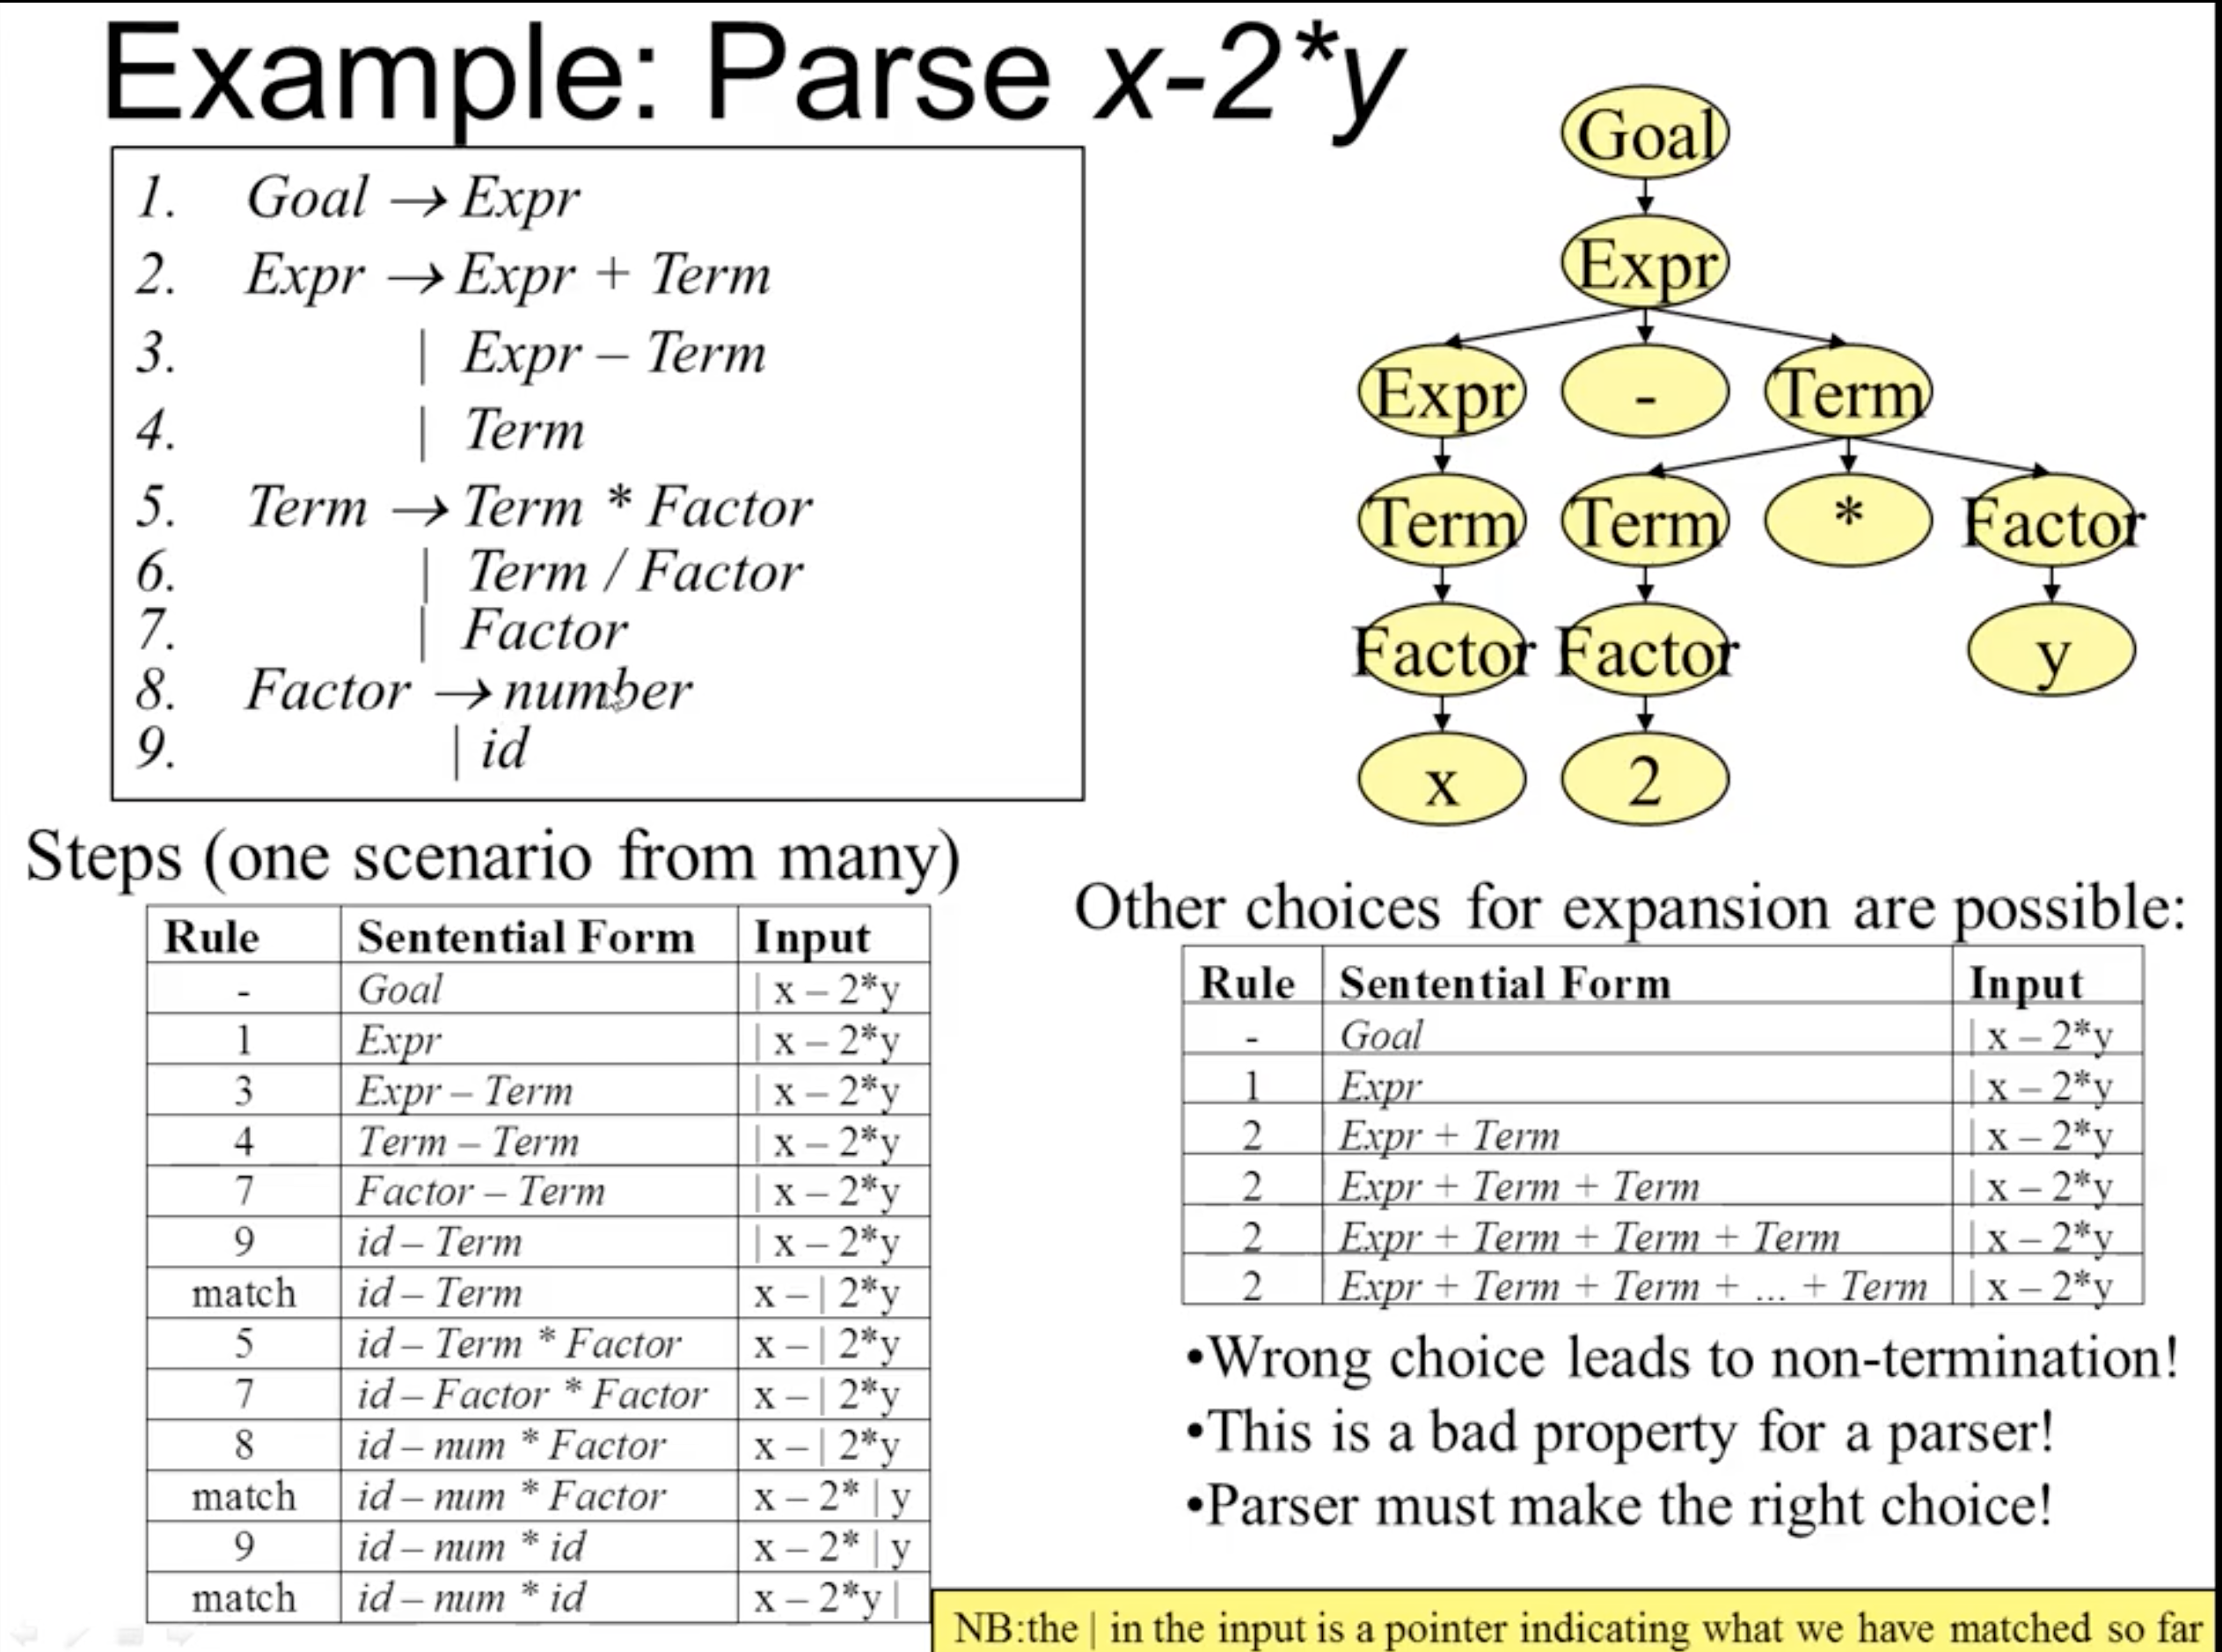 Example: Parse x-2*y
1. Goal → Expr
2. Expr → Expr + Term
3. | Expr – Term
4. | Term
5. Term → Term * Factor
6. | Term / Factor
7. | Factor
8. Factor → number
9. | id
Goal
Expr
Expr - Term
Term Term * Factor
Factor Factor y
x 2
Steps (one scenario from many)
Rule Sentential Form Input
- Goal | x – 2*y
1 Expr | x – 2*y
3 Expr – Term | x – 2*y
4 Term – Term | x – 2*y
7 Factor – Term | x – 2*y
9 id – Term | x – 2*y
match id – Term x – | 2*y
5 id – Term * Factor x – | 2*y
7 id – Factor * Factor x – | 2*y
8 id – num * Factor x – | 2*y
match id – num * Factor x – 2* | y
9 id – num * id x – 2* | y
match id – num * id x – 2*y |
Other choices for expansion are possible:
Rule Sentential Form Input
- Goal | x – 2*y
1 Expr | x – 2*y
2 Expr + Term | x – 2*y
2 Expr + Term + Term | x – 2*y
2 Expr + Term + Term + Term | x – 2*y
2 Expr + Term + Term + ... + Term | x – 2*y
•Wrong choice leads to non-termination!
•This is a bad property for a parser!
•Parser must make the right choice!
NB:the | in the input is a pointer indicating what we have matched so far